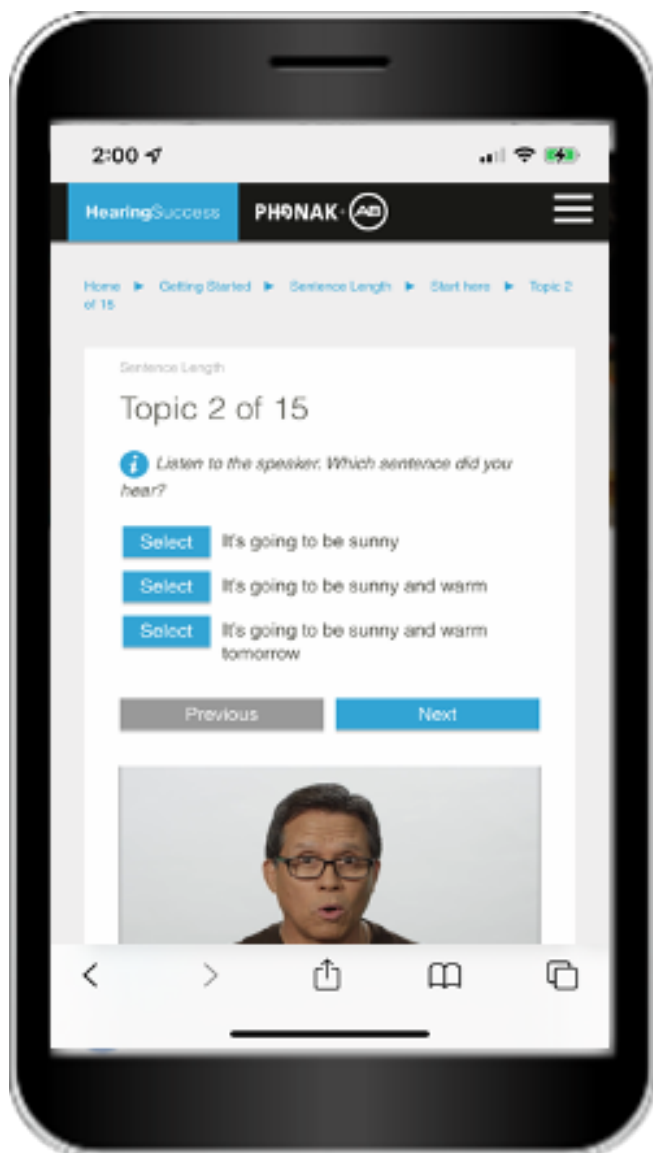 2:00
HearingSuccess PHONAK AB
Home ▶ Getting Started ▶ Sentence Length ▶ Start here ▶ Topic 2
of 15
Sentence Length
Topic 2 of 15
i Listen to the speaker. Which sentence did you
hear?
Select It's going to be sunny
Select It's going to be sunny and warm
Select It's going to be sunny and warm
tomorrow
Previous Next